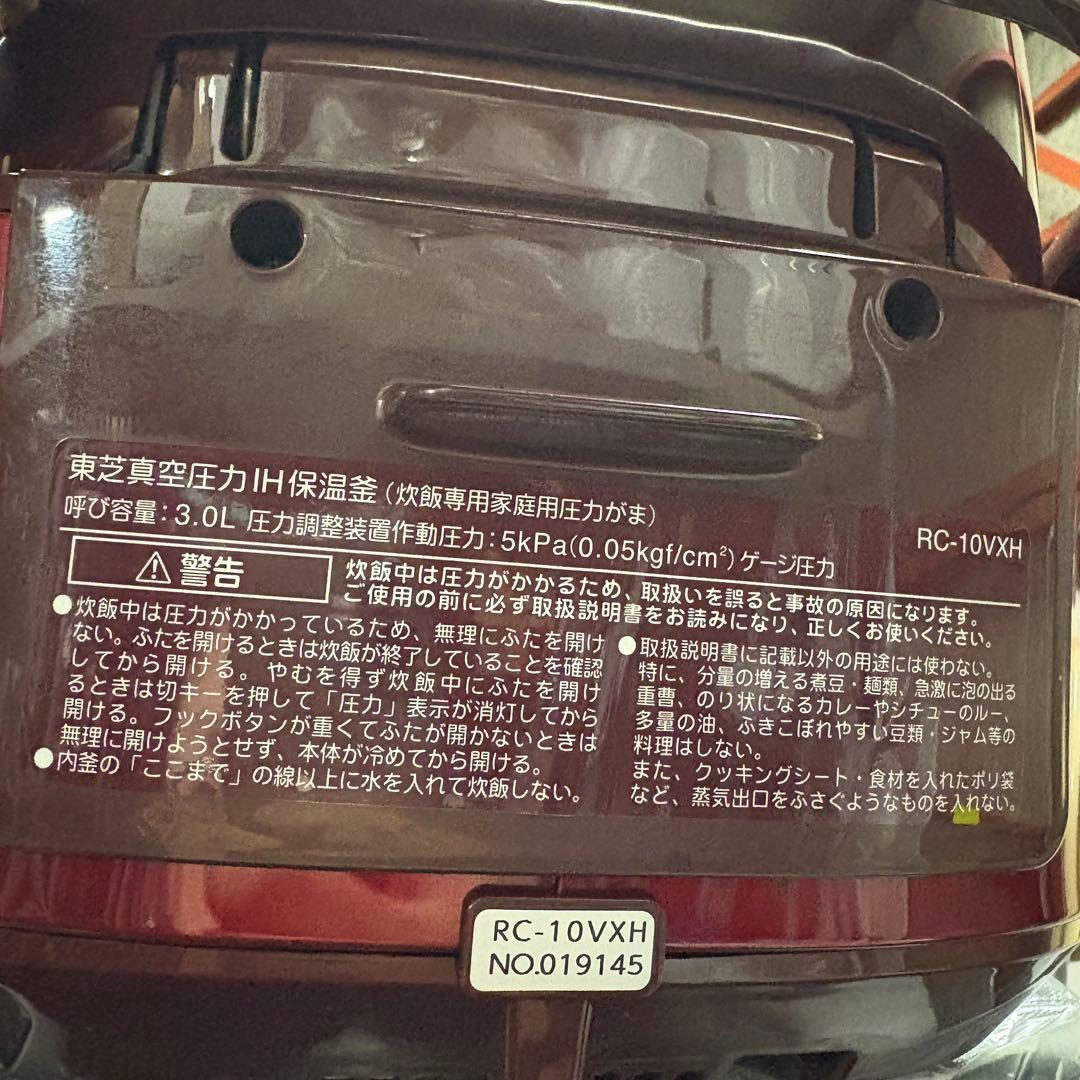 東芝真空圧力IH保温釜(炊飯専用家庭用圧力がま)
RC-10VXH
呼び容量:3.0L 圧力調整装置作動圧力:5kPa(0.05kgf/cm²)ゲージ圧力
⚠警告
炊飯中は圧力がかかるため、取扱いを誤ると事故の原因になります。
ご使用の前に必ず取扱説明書をお読みになり、正しくお使いください。
●炊飯中は圧力がかかっているため、無理にふたを開け
ない。ふたを開けるときは炊飯が終了していることを確認
してから開ける。やむを得ず炊飯中にふたを開け
るときは切キーを押して「圧力」表示が消灯してから
開ける。フックボタンが重くてふたが開かないときは
無理に開けようとせず、本体が冷めてから開ける。
●内釜の「ここまで」の線以上に水を入れて炊飯しない。
●取扱説明書に記載以外の用途には使わない。
特に、分量の増える煮豆・麺類、急激に泡の出る
重曹、のり状になるカレーやシチューのルー、
多量の油、ふきこぼれやすい豆類・ジャム等の
料理はしない。
また、クッキングシート・食材を入れたポリ袋
など、蒸気出口をふさぐようなものを入れない。
RC-10VXH
NO.019145